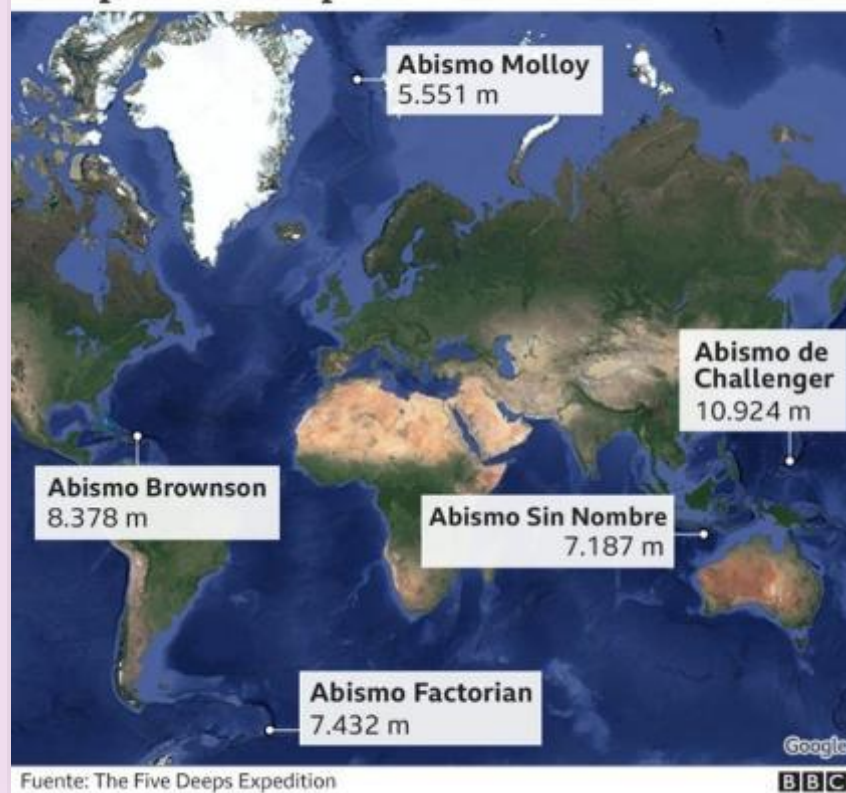 Abismo Molloy
5.551 m
Abismo de
Challenger
10.924 m
Abismo Brownson
8.378 m
Abismo Sin Nombre
7.187 m
Abismo Factorian
7.432 m
Google
Fuente: The Five Deeps Expedition
BBC